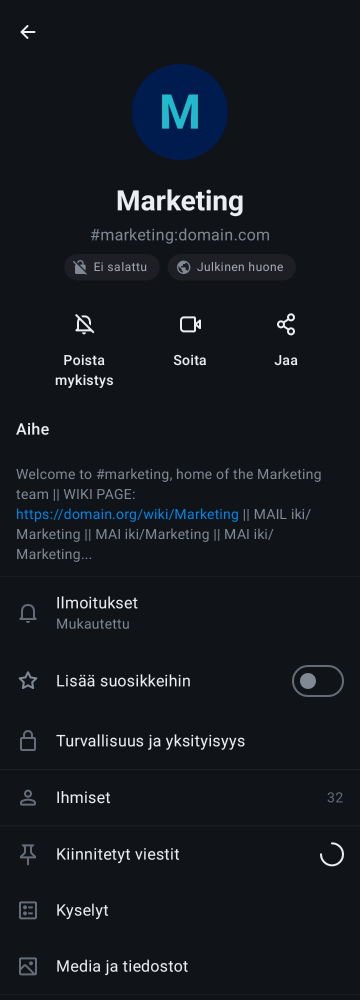 M
Marketing
#marketing:domain.com
Ei salattu
Julkinen huone
Poista
mykistys
Soita
Jaa
Aihe
Welcome to #marketing, home of the Marketing
team || WIKI PAGE:
https://domain.org/wiki/Marketing || MAIL iki/
Marketing || MAI iki/Marketing || MAI iki/
Marketing...
Ilmoitukset
Mukautettu
Lisää suosikkeihin
Turvallisuus ja yksityisyys
Ihmiset 32
Kiinnitetyt viestit
Kyselyt
Media ja tiedostot